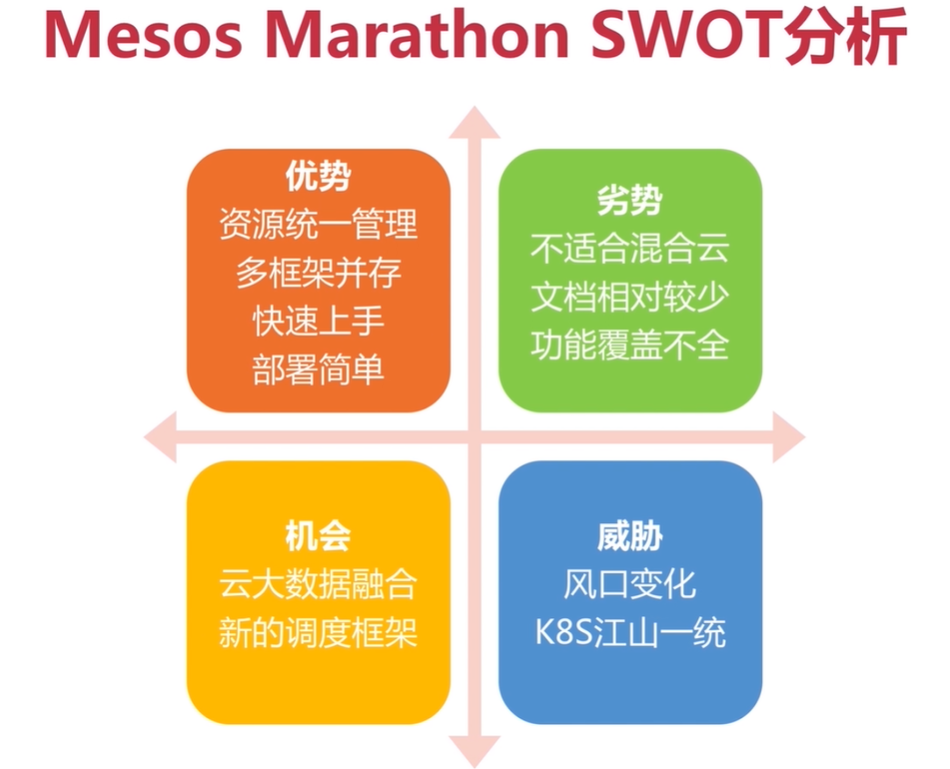 Mesos Marathon SWOT分析
优势
资源统一管理
多框架并存
快速上手
部署简单
劣势
不适合混合云
文档相对较少
功能覆盖不全
机会
云大数据融合
新的调度框架
威胁
风口变化
K8S江山一统